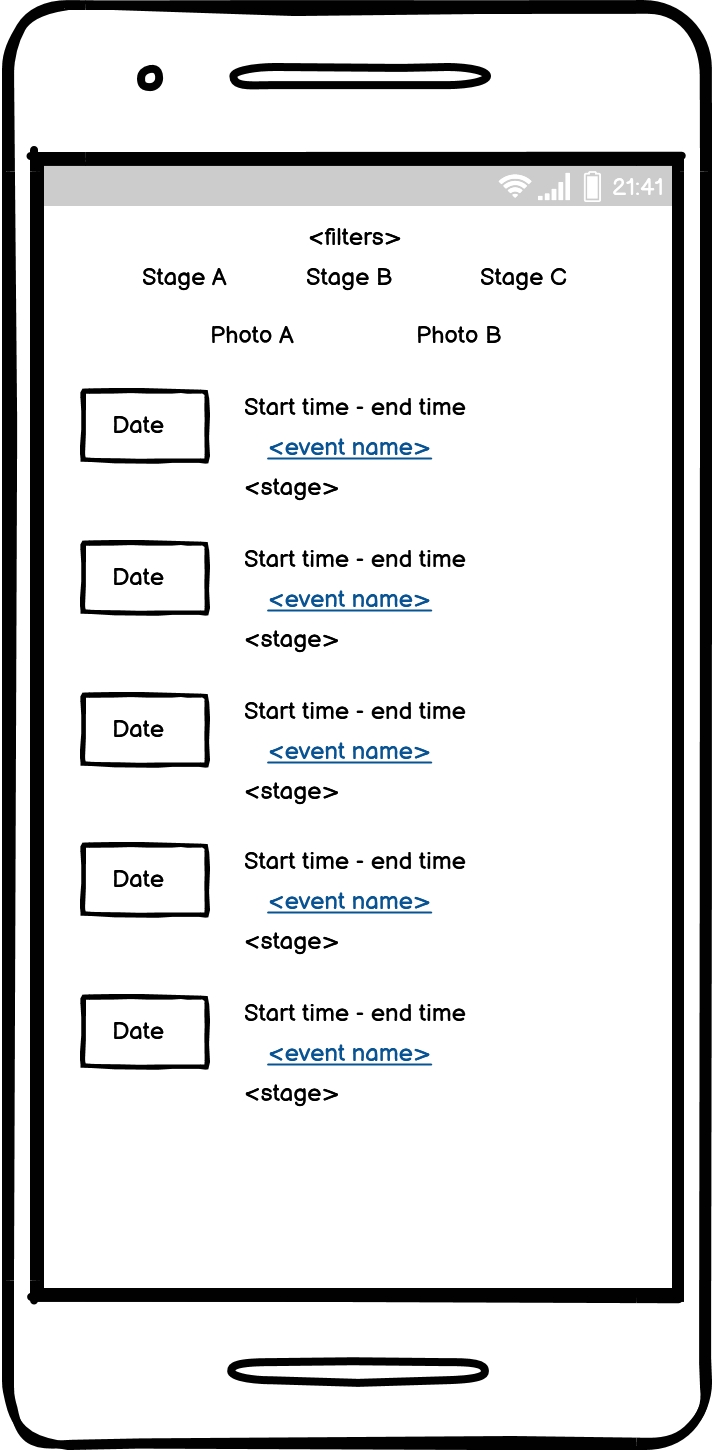 21:41
<filters>
Stage A Stage B Stage C
Photo A Photo B
Date
Start time - end time
<event name>
<stage>
Date
Start time - end time
<event name>
<stage>
Date
Start time - end time
<event name>
<stage>
Date
Start time - end time
<event name>
<stage>
Date
Start time - end time
<event name>
<stage>